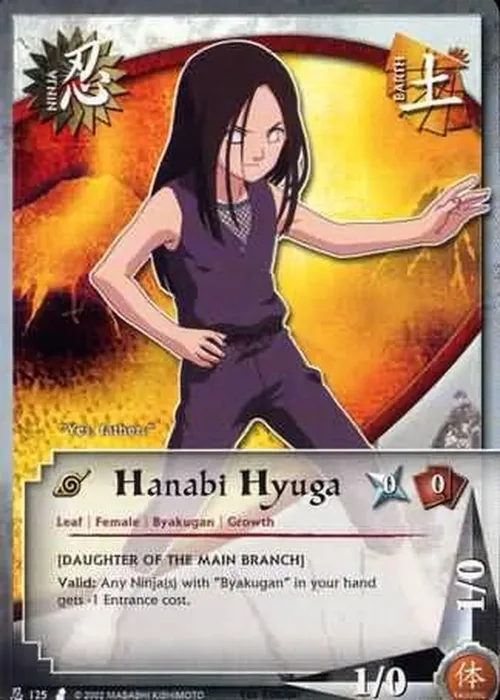 忍
NINJA
土
EARTH
"Yes, father."
Hanabi Hyuga
0
0
Leaf | Female | Byakugan | Growth
[DAUGHTER OF THE MAIN BRANCH]
Valid: Any Ninja(s) with "Byakugan" in your hand
gets -1 Entrance cost.
1/0
1/0
体
忍 125 © 2002 MASASHI KISHIMOTO